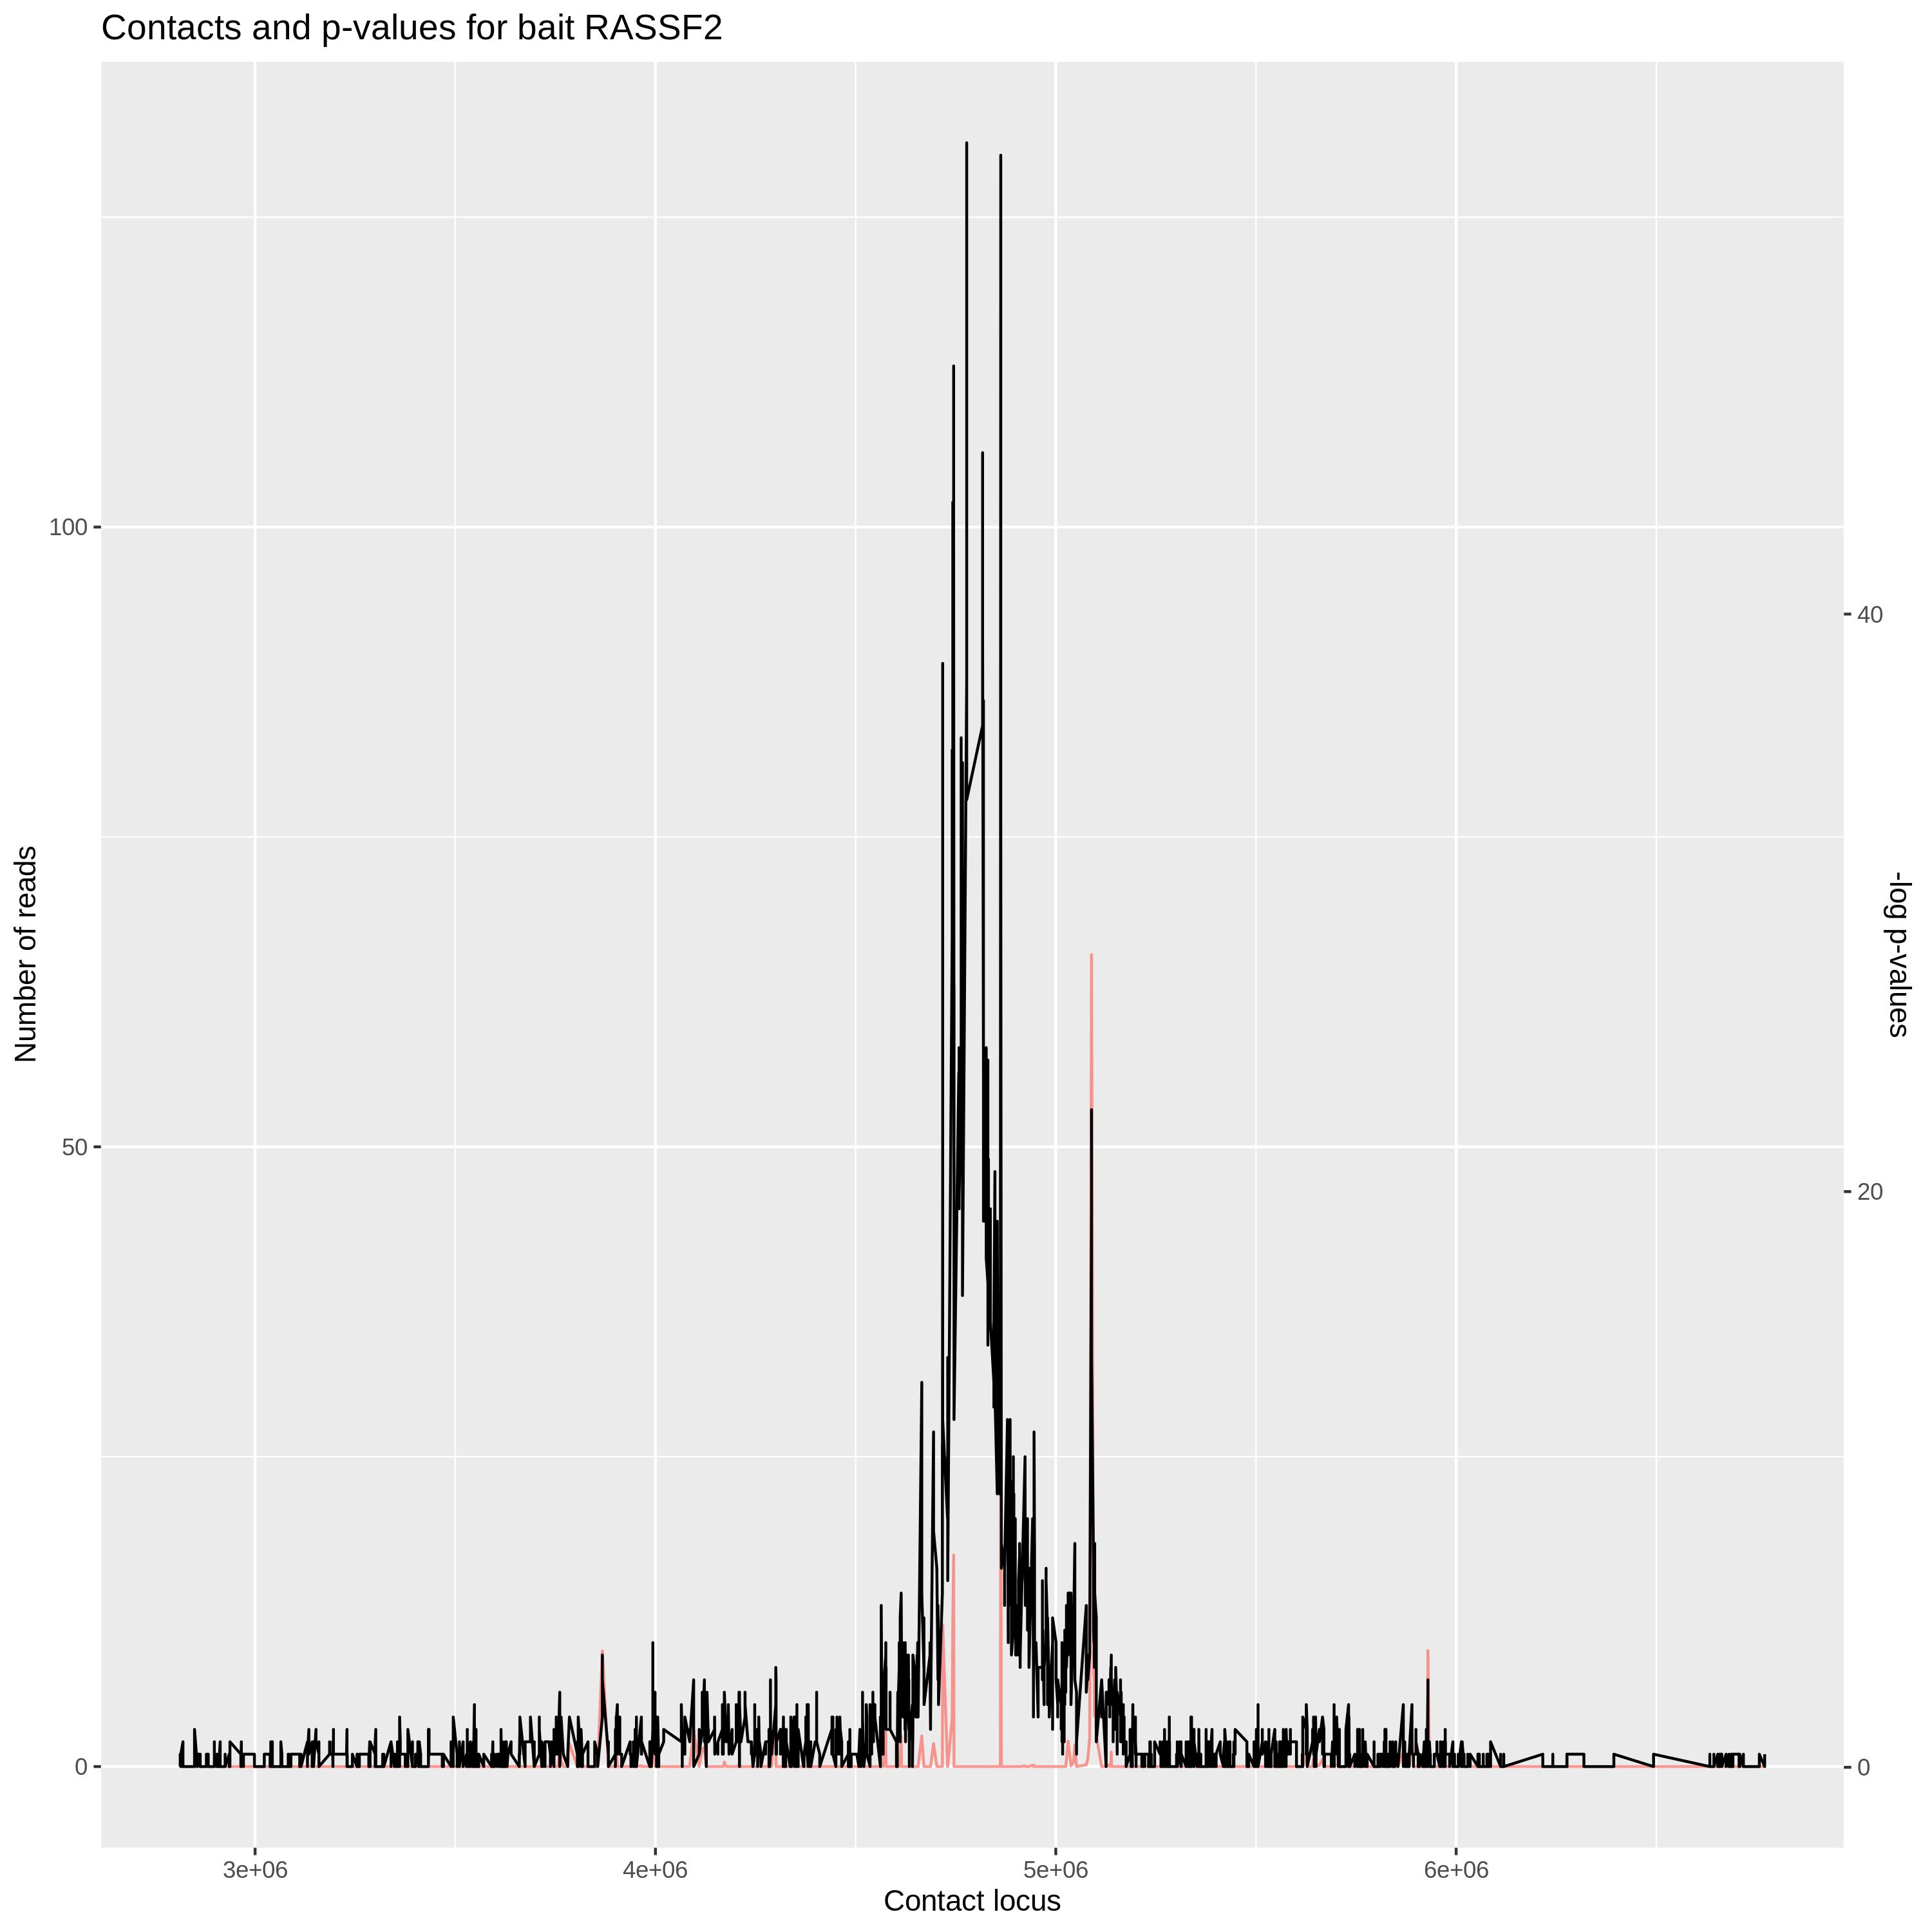 Contacts and p-values for bait RASSF2
100
50
0
Number of reads
40
20
0
-log p-values
3e+06
4e+06
5e+06
6e+06
Contact locus